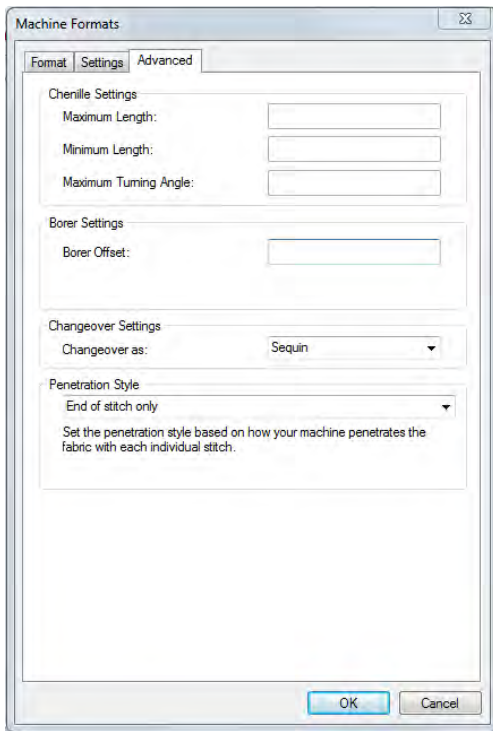 Machine Formats
Format Settings Advanced
Chenille Settings
Maximum Length:
Minimum Length:
Maximum Turning Angle:
Borer Settings
Borer Offset:
Changeover Settings
Changeover as: Sequin
Penetration Style
End of stitch only
Set the penetration style based on how your machine penetrates the
fabric with each individual stitch.
OK Cancel